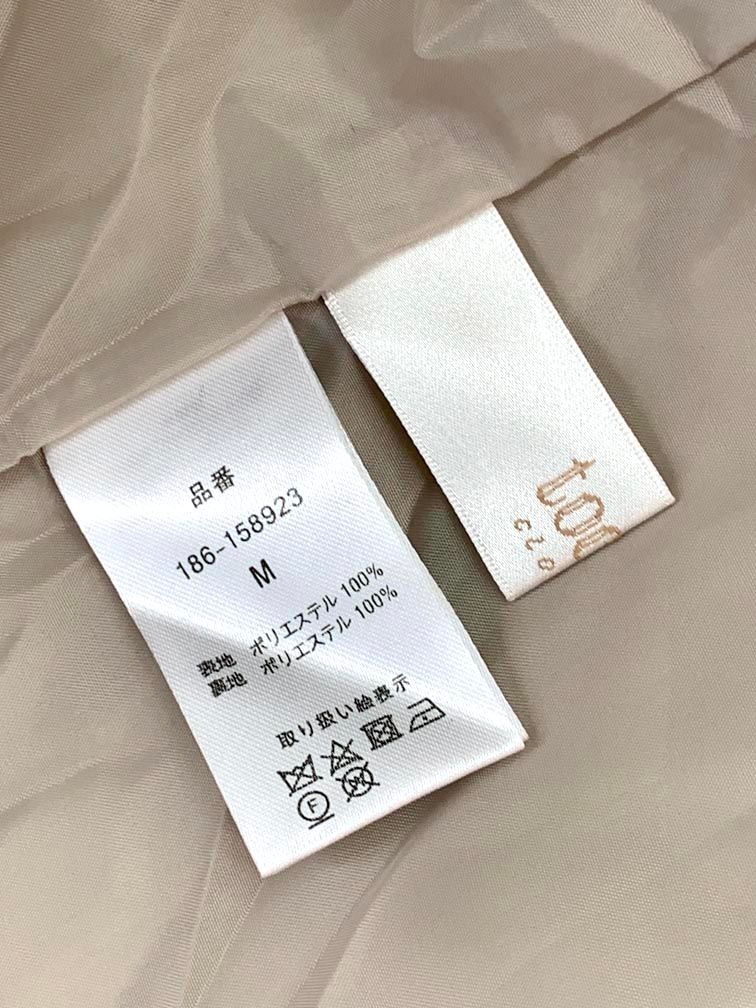 品番
186-158923
M
表地 ポリエステル 100%
裏地 ポリエステル 100%
取り扱い絵表示
F
W